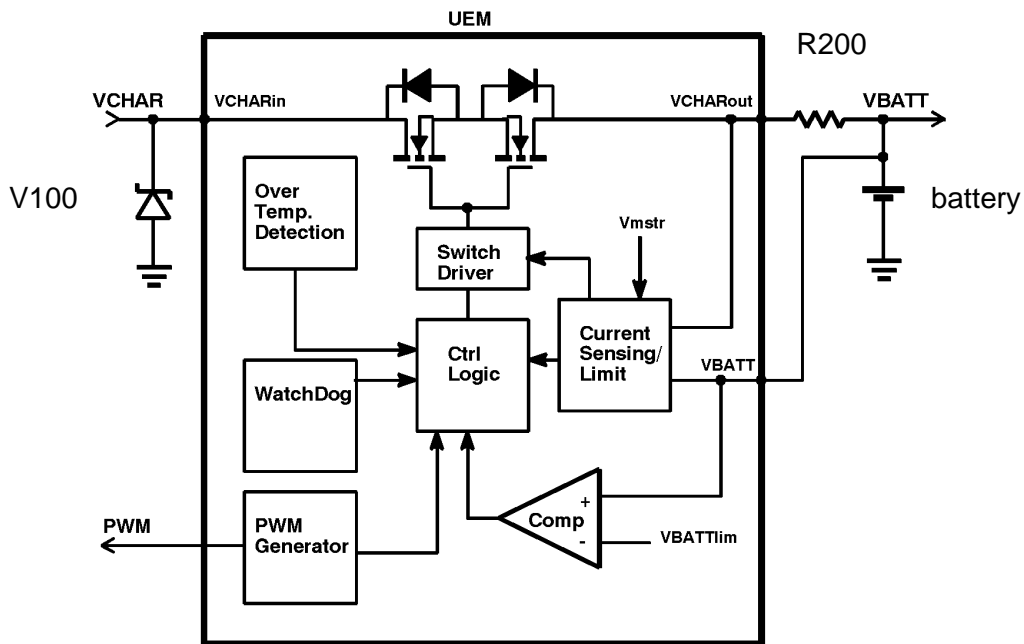 UEM
R200
VCHAR
VCHARin
VCHARout
VBATT
V100
Over
Temp.
Detection
battery
Vmstr
Switch
Driver
Current
Sensing/
Limit
Ctrl
Logic
VBATT
WatchDog
+
Comp
-
VBATTlim
PWM
PWM
Generator